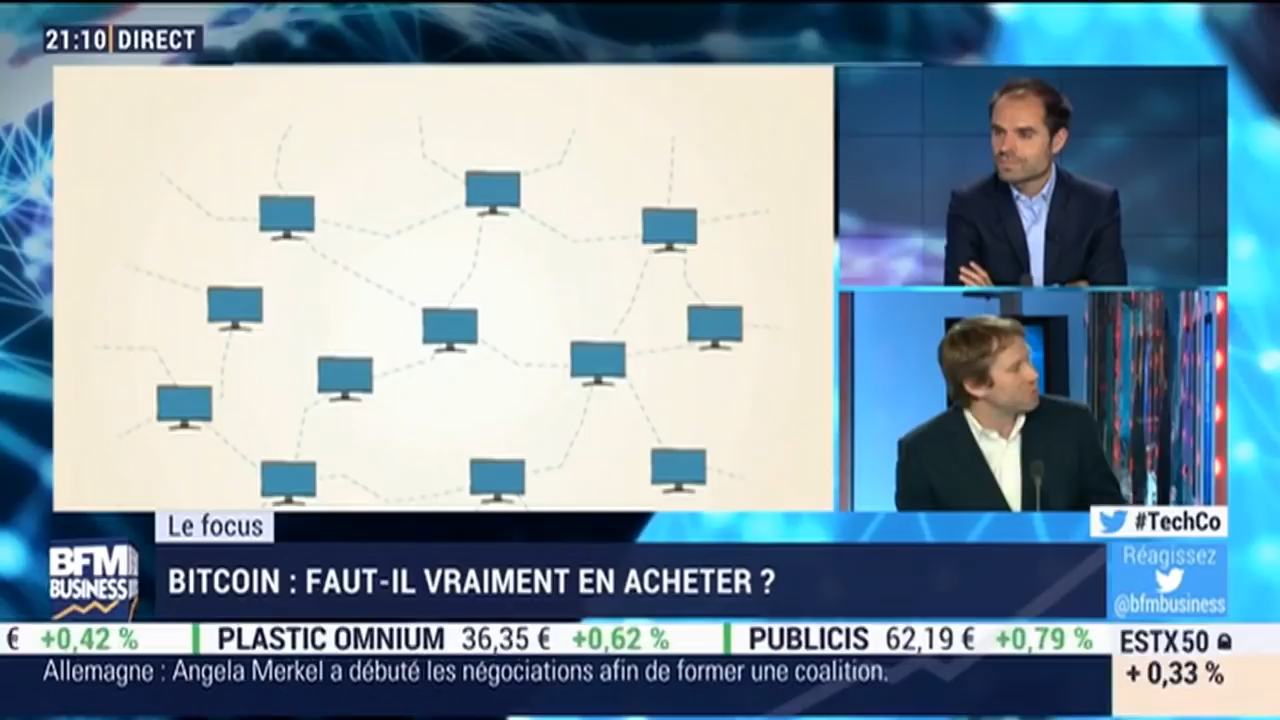 21:10 DIRECT
Le focus
#TechCo
BFM
BUSINESS
BITCOIN : FAUT-IL VRAIMENT EN ACHETER ?
Réagissez
@bfmbusiness
€ +0,42 % PLASTIC OMNIUM 36,35 € +0,62 % PUBLICIS 62,19 € +0,79 %
ESTX50
+ 0,33 %
Allemagne : Angela Merkel a débuté les négociations afin de former une coalition.